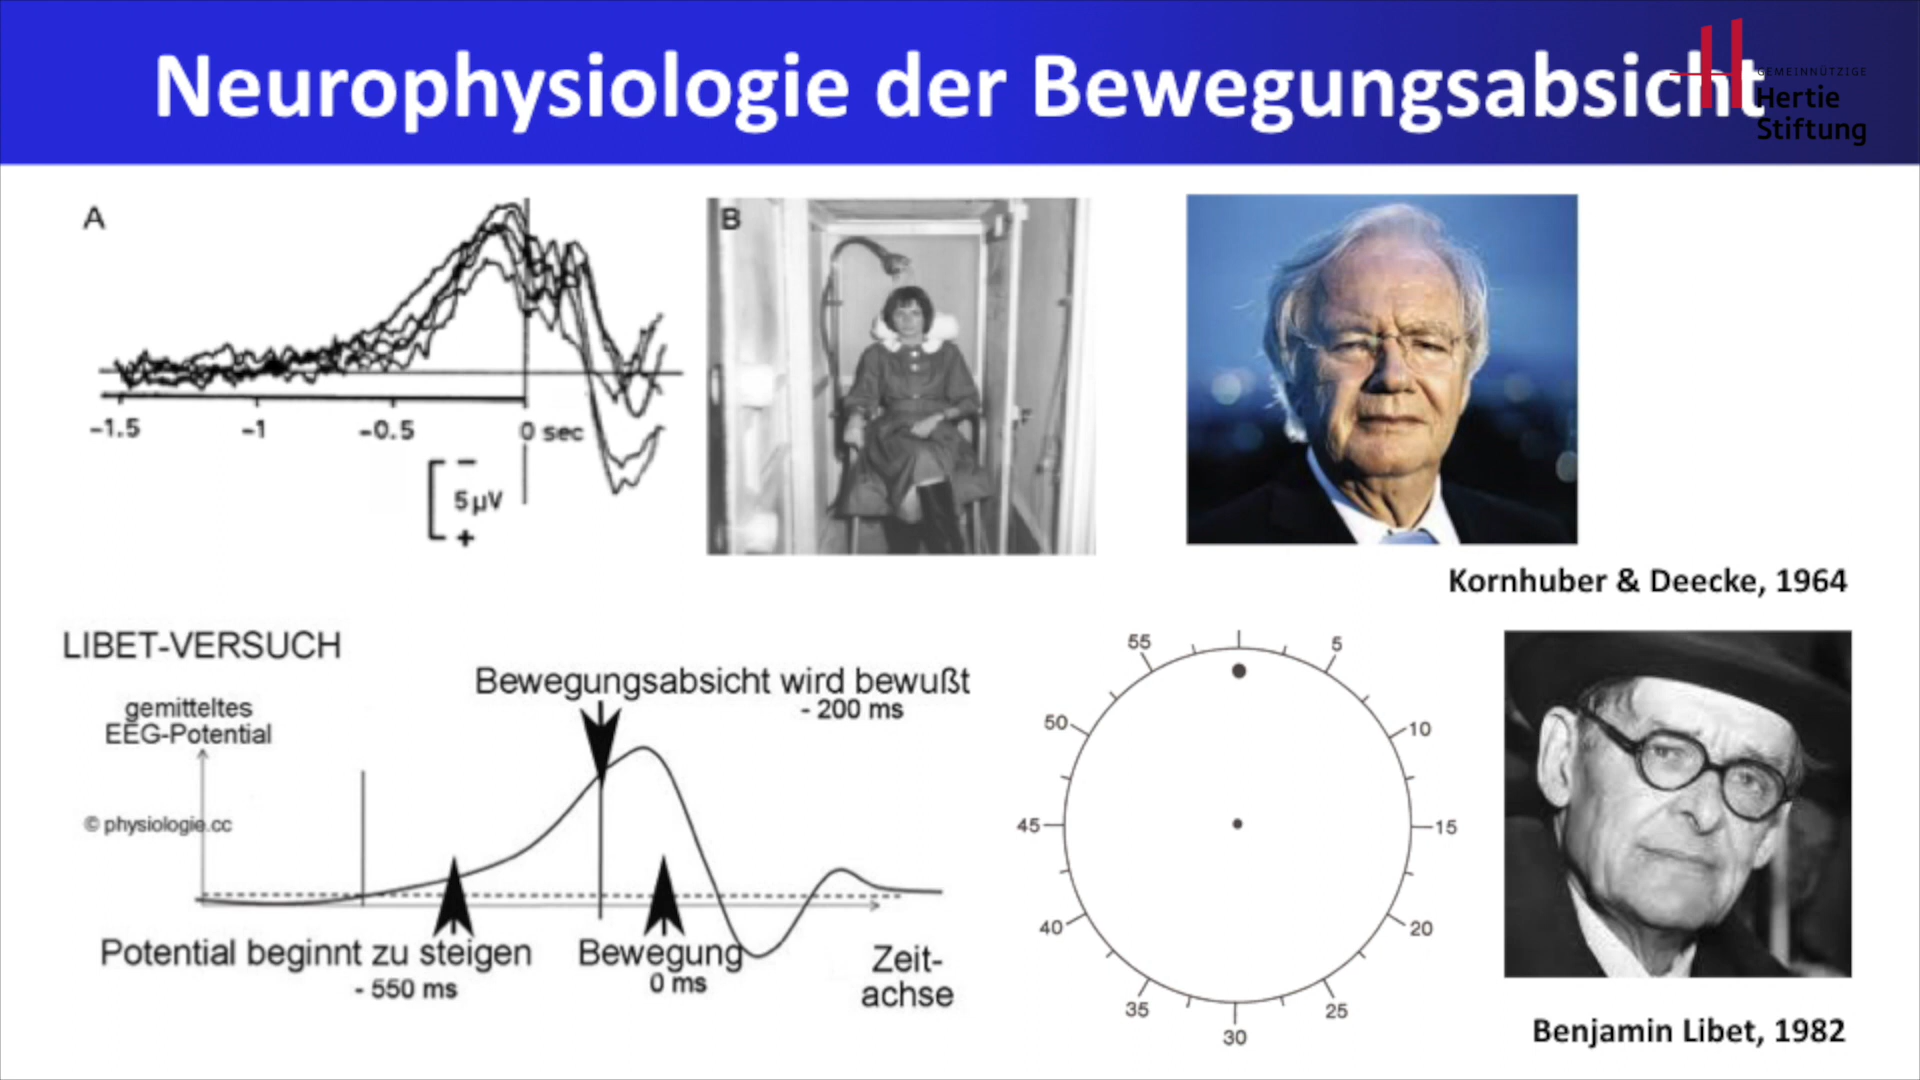 Neurophysiologie der Bewegungsabsicht
GEMEINNÜTZIGE
Hertie
Stiftung
A
-1.5
-1
-0.5
0 sec
−
5 µV
+
B
Kornhuber & Deecke, 1964
LIBET-VERSUCH
Bewegungsabsicht wird bewußt
- 200 ms
gemitteltes
EEG-Potential
© physiologie.cc
Potential beginnt zu steigen
- 550 ms
Bewegung
0 ms
Zeit-
achse
55
5
50
10
45
15
40
20
35
25
30
Benjamin Libet, 1982